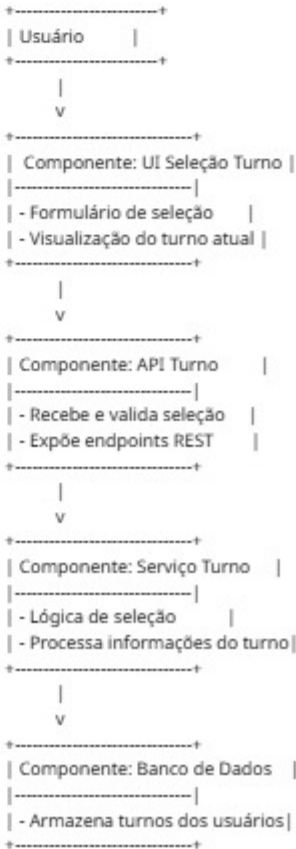 +-------------------------+
| Usuário         |
+-------------------------+
|
v
+-------------------------------+
| Componente: UI Seleção Turno |
|-------------------------------|
| - Formulário de seleção      |
| - Visualização do turno atual |
+-------------------------------+
|
v
+-------------------------------+
| Componente: API Turno        |
|-------------------------------|
| - Recebe e valida seleção    |
| - Expõe endpoints REST       |
+-------------------------------+
|
v
+-------------------------------+
| Componente: Serviço Turno    |
|-------------------------------|
| - Lógica de seleção         |
| - Processa informações do turno|
+-------------------------------+
|
v
+-------------------------------+
| Componente: Banco de Dados   |
|-------------------------------|
| - Armazena turnos dos usuários|
+-------------------------------+